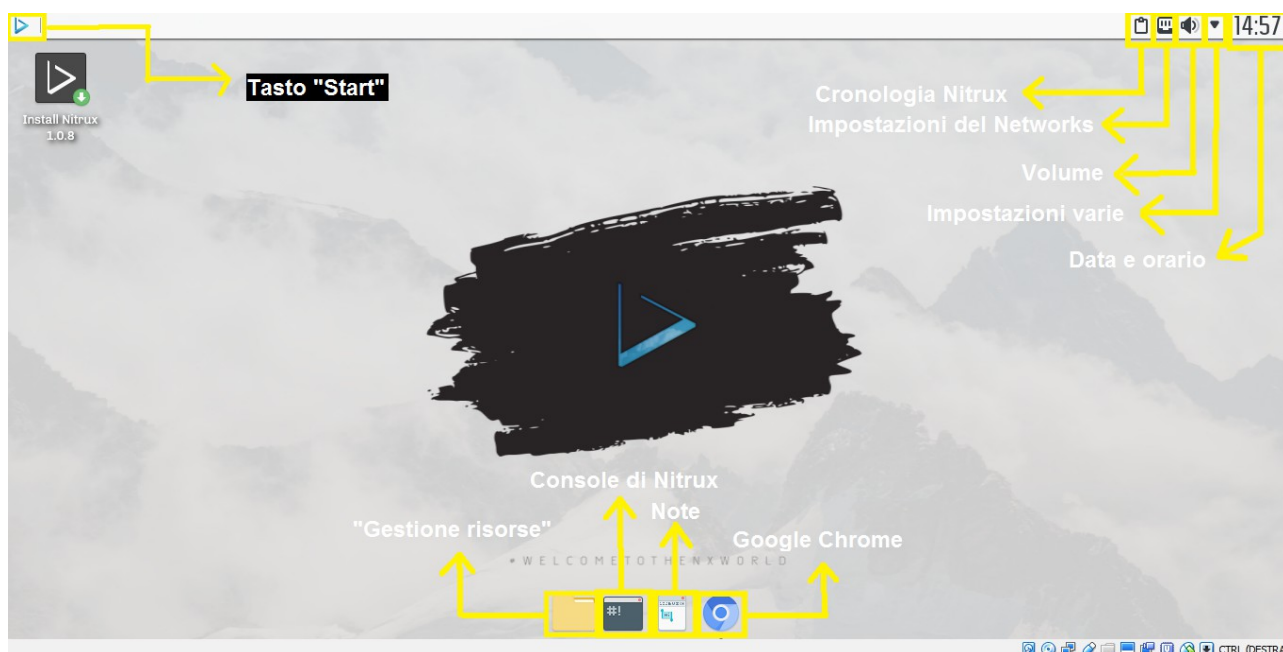 14:57
Tasto "Start"
Install Nitrux
1.0.8
Cronologia Nitrux
Impostazioni del Networks
Volume
Impostazioni varie
Data e orario
Console di Nitrux
Note
"Gestione risorse"
Google Chrome
#WELCOMETOTHENXWORLD
#!
CTRL (DESTRA